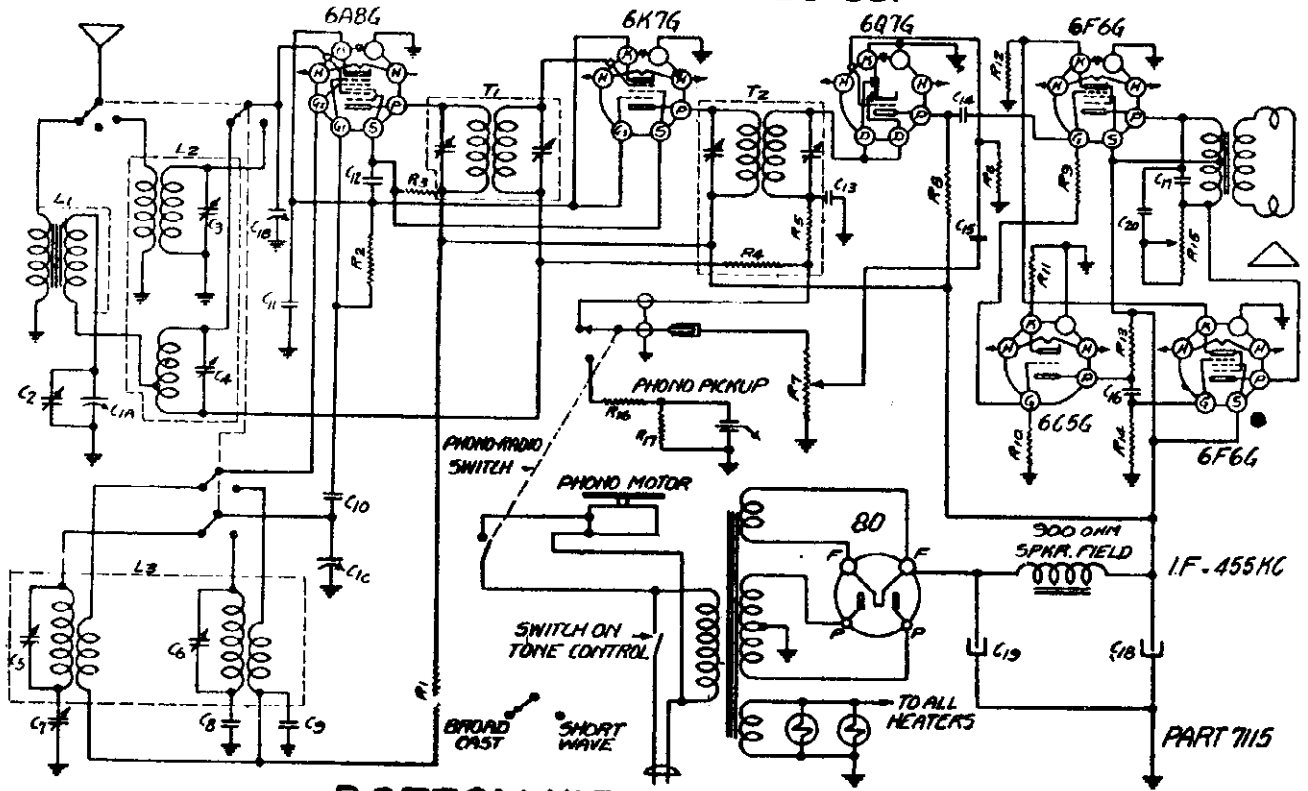 6A8G
6K7G
6Q7G
6F6G
T1
T2
L2
L1
C3
C1B
C12
R3
R2
C11
C4
C2
C1A
C13
R5
R4
C14
R12
R8
R6
R9
C15
R11
C17
C20
R15
R13
C16
R14
R10
6C5G
6F6G
R7
PHONO PICKUP
R16
R17
PHONO-RADIO
SWITCH
PHONO MOTOR
C10
C1C
L3
C5
C6
C7
C8
C9
R1
80
F
F
P
P
900 OHM
SPKR. FIELD
I.F. - 455 KC
SWITCH ON
TONE CONTROL
C19
C18
BROAD
CAST
SHORT
WAVE
TO ALL
HEATERS
PART 7115